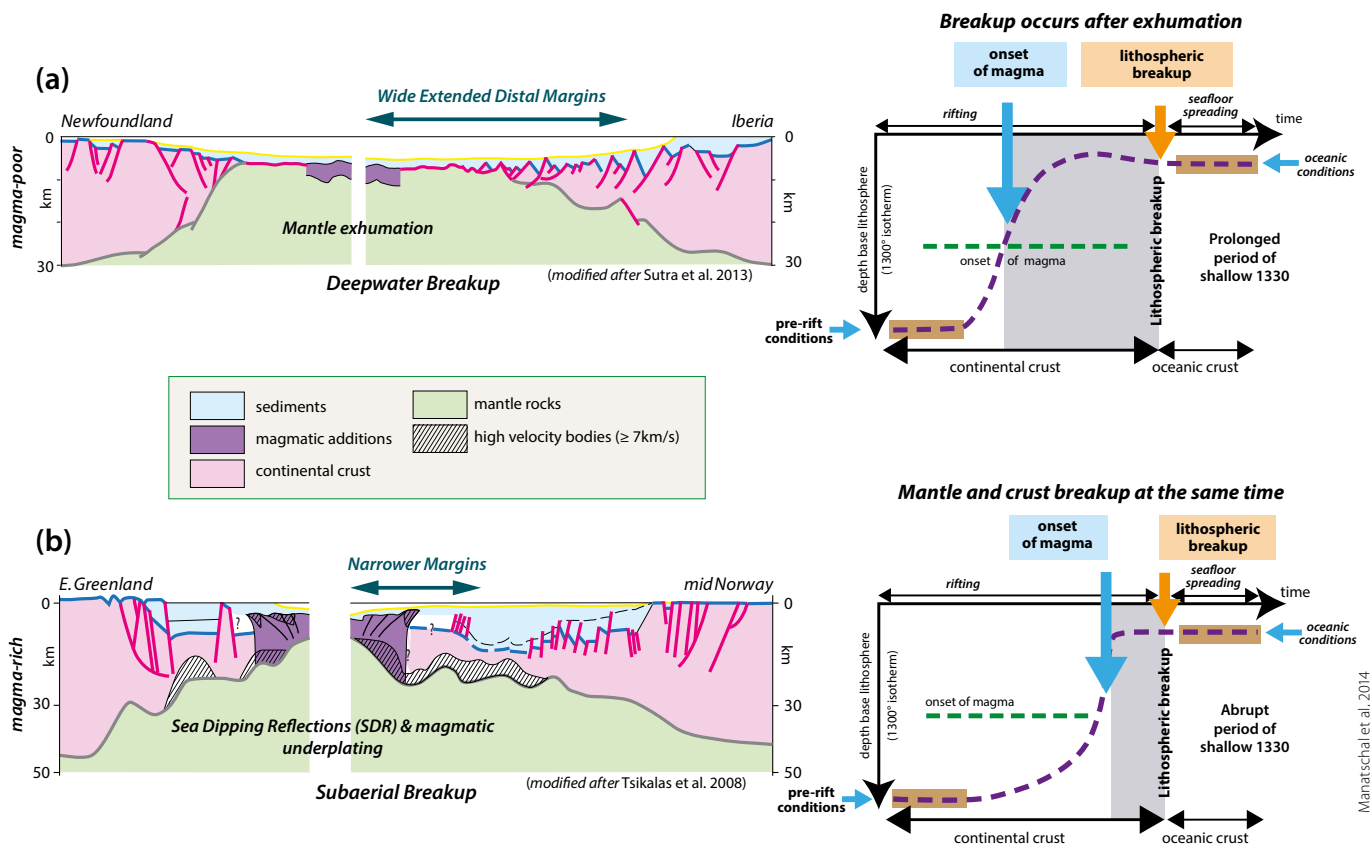 (a)
magma-poor
Newfoundland
Wide Extended Distal Margins
Iberia
0
km
30
0
km
30
Mantle exhumation
(modified after Sutra et al. 2013)
Deepwater Breakup
Breakup occurs after exhumation
onset
of magma
lithospheric
breakup
rifting
seafloor
spreading
time
oceanic
conditions
depth base lithosphere
(1300° isotherm)
onset of magma
Lithospheric breakup
Prolonged
period of
shallow 1330
pre-rift
conditions
continental crust
oceanic crust
sediments
magmatic additions
continental crust
mantle rocks
high velocity bodies (≥ 7km/s)
(b)
magma-rich
E. Greenland
Narrower Margins
mid Norway
0
km
30
50
?
?
?
0
km
30
50
Sea Dipping Reflections (SDR) & magmatic
underplating
(modified after Tsikalas et al. 2008)
Subaerial Breakup
Mantle and crust breakup at the same time
onset
of magma
lithospheric
breakup
rifting
seafloor
spreading
time
oceanic
conditions
depth base lithosphere
(1300° isotherm)
onset of magma
Lithospheric breakup
Abrupt
period of
shallow 1330
pre-rift
conditions
continental crust
oceanic crust
Manatschal et al, 2014